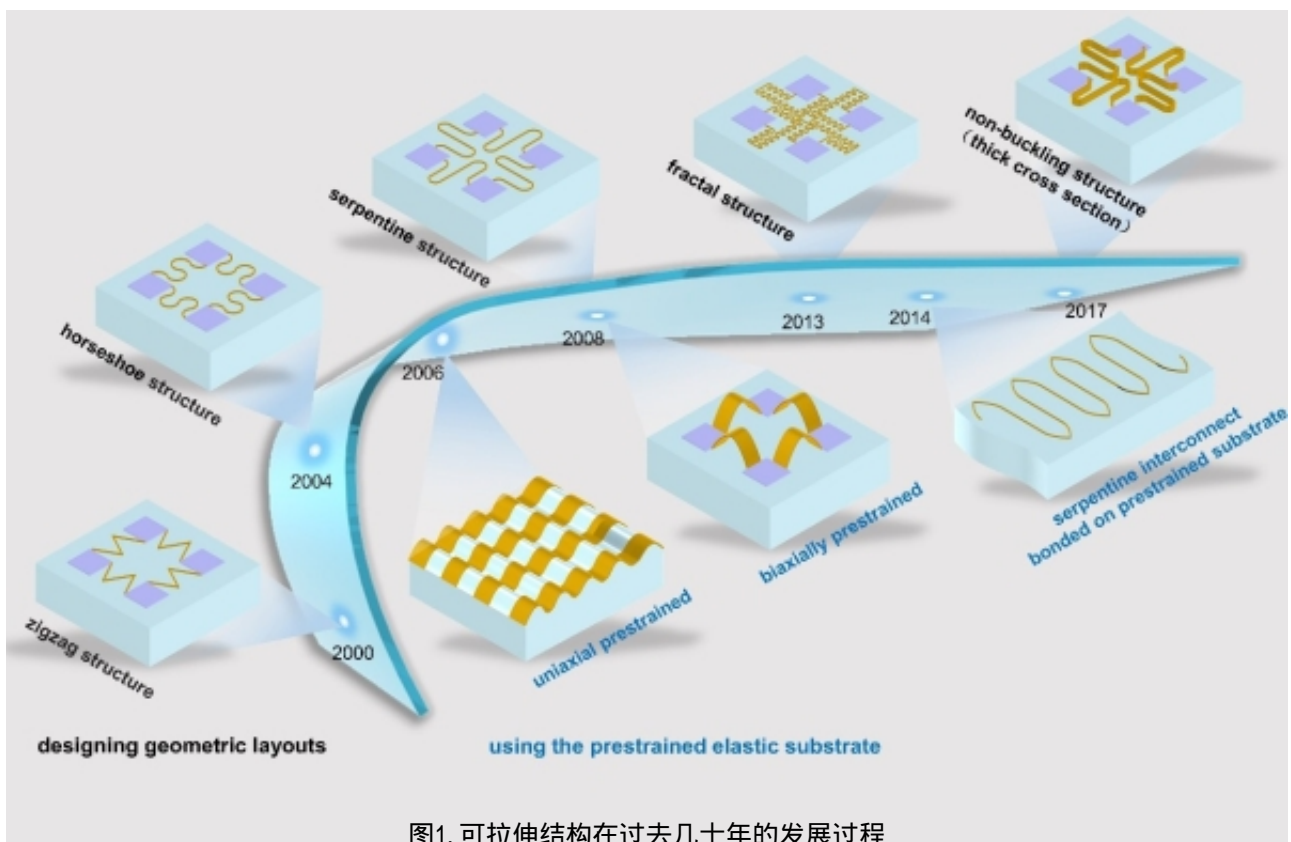 non-buckling structure
（thick cross section）
fractal structure
serpentine structure
horseshoe structure
zigzag structure
2000
2004
2006
2008
2013
2014
2017
uniaxial prestrained
biaxially prestrained
serpentine interconnect
bonded on prestrained substrate
designing geometric layouts
using the prestrained elastic substrate
图1. 可拉伸结构在过去几十年的发展过程